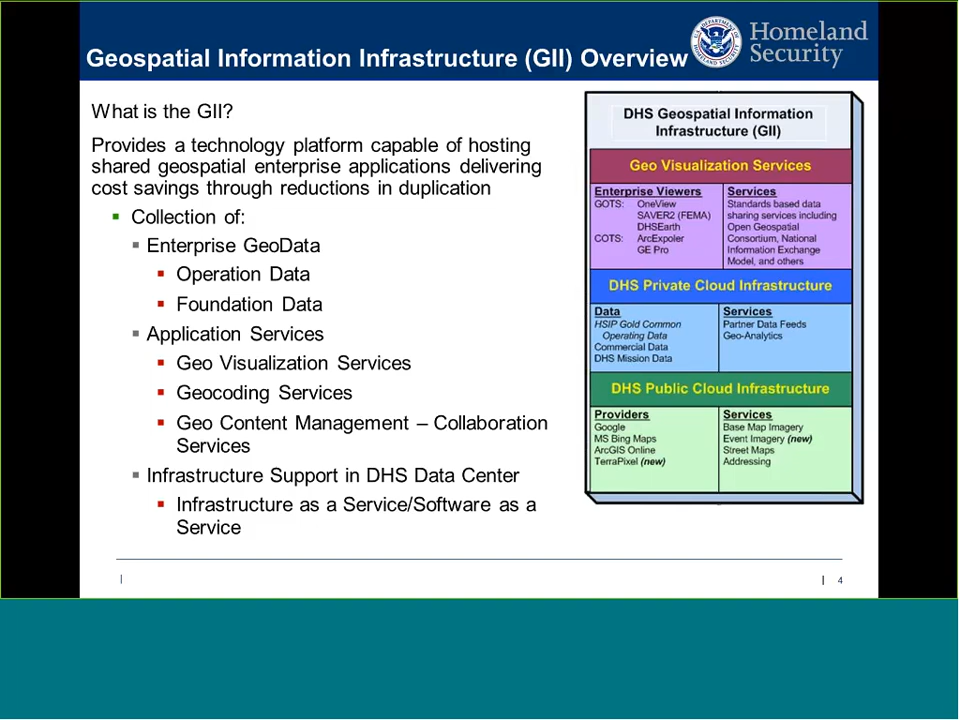 Geospatial Information Infrastructure (GII) Overview
Homeland
Security
What is the GII?
Provides a technology platform capable of hosting
shared geospatial enterprise applications delivering
cost savings through reductions in duplication
Collection of:
Enterprise GeoData
Operation Data
Foundation Data
Application Services
Geo Visualization Services
Geocoding Services
Geo Content Management – Collaboration
Services
Infrastructure Support in DHS Data Center
Infrastructure as a Service/Software as a
Service
DHS Geospatial Information
Infrastructure (GII)
Geo Visualization Services
Enterprise Viewers
GOTS: OneView
SAVER2 (FEMA)
DHSEarth
COTS: ArcExpoler
GE Pro
Services
Standards based data
sharing services including
Open Geospatial
Consortium, National
Information Exchange
Model, and others
DHS Private Cloud Infrastructure
Data
HSIP Gold Common
Operating Data
Commercial Data
DHS Mission Data
Services
Partner Data Feeds
Geo-Analytics
DHS Public Cloud Infrastructure
Providers
Google
MS Bing Maps
ArcGIS Online
TerraPixel (new)
Services
Base Map Imagery
Event Imagery (new)
Street Maps
Addressing
4